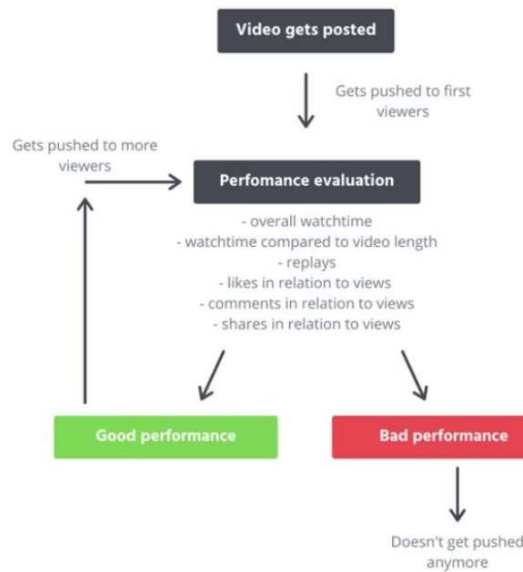 Video gets posted
Gets pushed to first
viewers
Gets pushed to more
viewers
Perfomance evaluation
- overall watchtime
- watchtime compared to video length
- replays
- likes in relation to views
- comments in relation to views
- shares in relation to views
Good performance
Bad performance
Doesn't get pushed
anymore